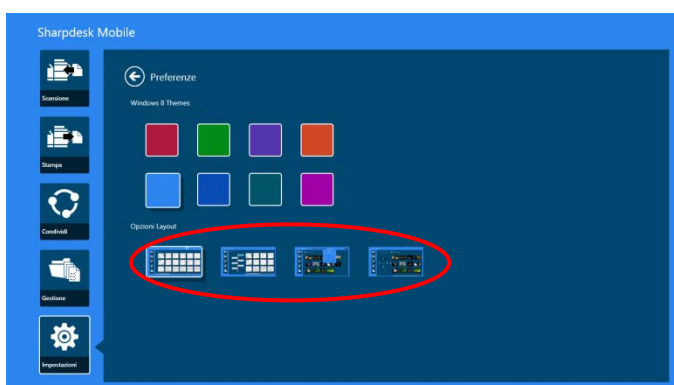 Sharpdesk Mobile
Scansione
Stampa
Condividi
Gestione
Impostazioni
Preferenze
Windows 8 Themes
Opzioni Layout